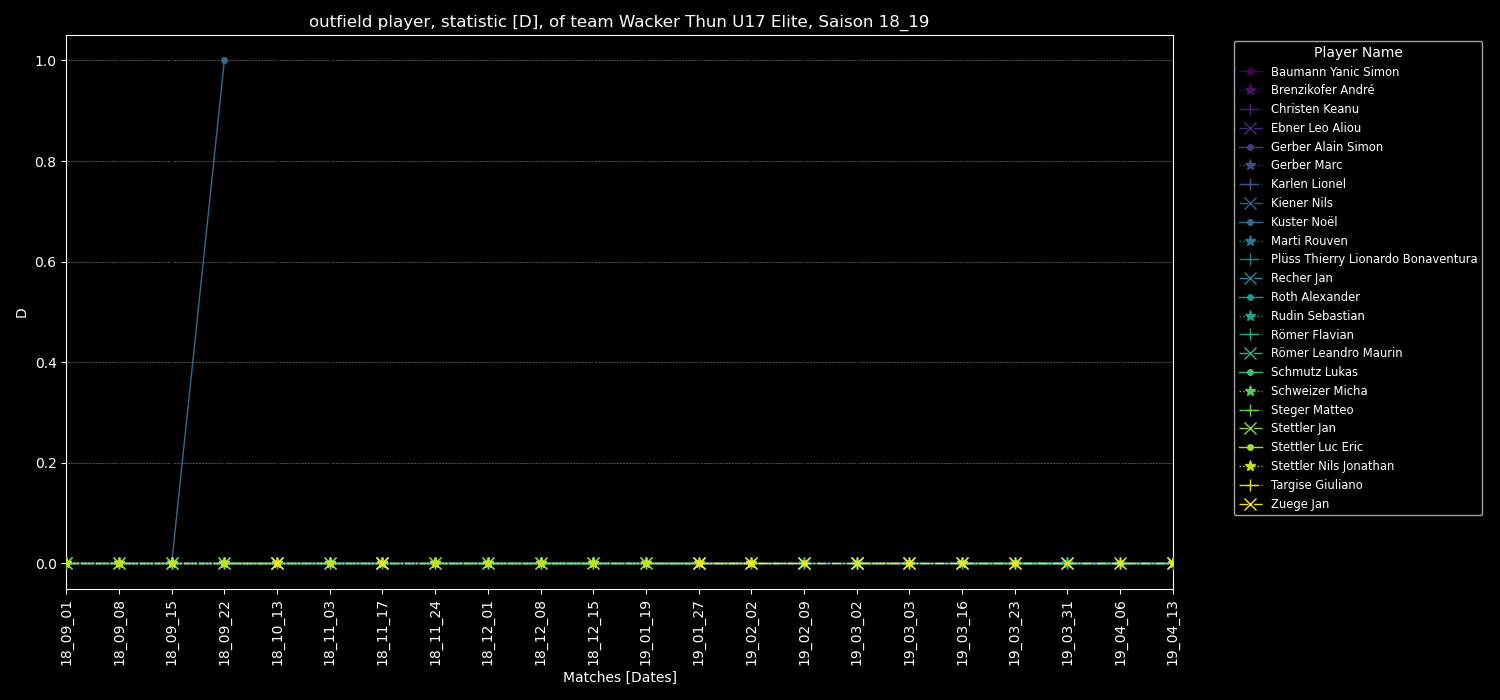 outfield player, statistic [D], of team Wacker Thun U17 Elite, Saison 18_19
1.0
0.8
0.6
0.4
0.2
0.0
D
18_09_01
18_09_08
18_09_15
18_09_22
18_10_13
18_11_03
18_11_17
18_11_24
18_12_01
18_12_08
18_12_15
19_01_19
19_01_27
19_02_02
19_02_09
19_03_02
19_03_03
19_03_16
19_03_23
19_03_31
19_04_06
19_04_13
Matches [Dates]
Player Name
Baumann Yanic Simon
Brenzikofer André
Christen Keanu
Ebner Leo Aliou
Gerber Alain Simon
Gerber Marc
Karlen Lionel
Kiener Nils
Kuster Noël
Marti Rouven
Plüss Thierry Lionardo Bonaventura
Recher Jan
Roth Alexander
Rudin Sebastian
Römer Flavian
Römer Leandro Maurin
Schmutz Lukas
Schweizer Micha
Steger Matteo
Stettler Jan
Stettler Luc Eric
Stettler Nils Jonathan
Targise Giuliano
Zuege Jan